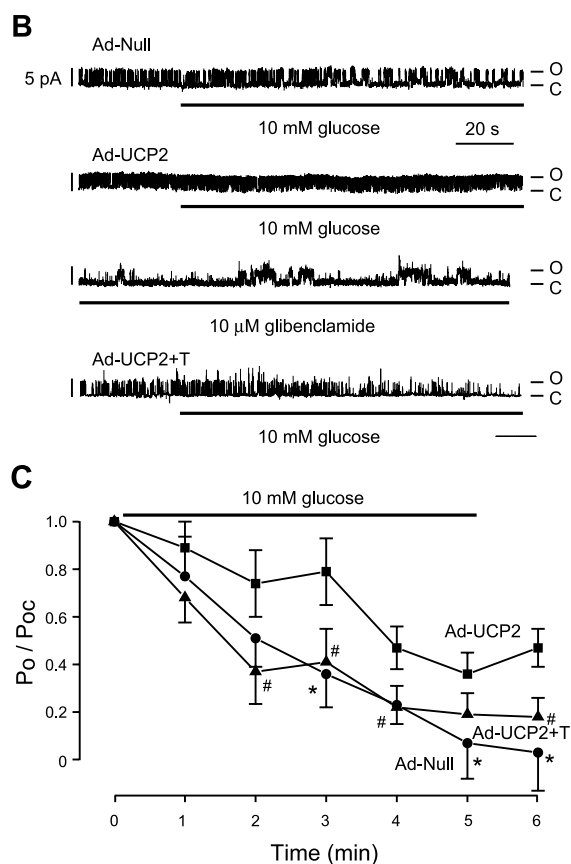 B
Ad-Null
5 pA
O
C
10 mM glucose
20 s
Ad-UCP2
O
C
10 mM glucose
O
C
10 µM glibenclamide
Ad-UCP2+T
O
C
10 mM glucose
C
10 mM glucose
1.0
0.8
0.6
0.4
0.2
0
Po / Poc
Ad-UCP2
#
*
#
#
Ad-UCP2+T
Ad-Null
*
*
0 1 2 3 4 5 6
Time (min)